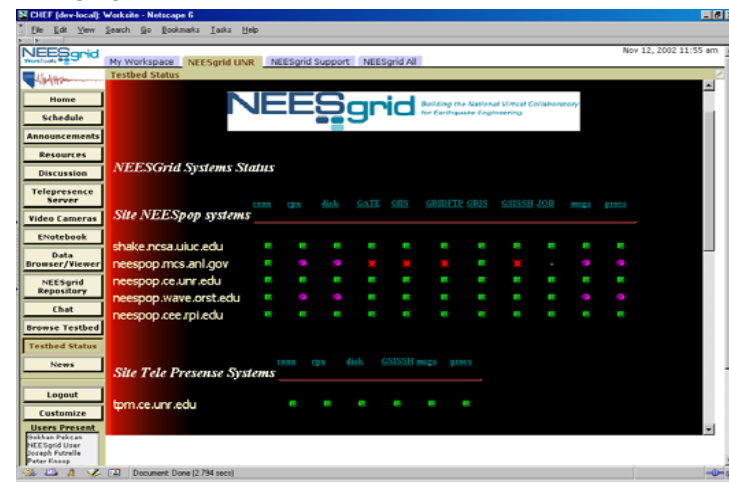 CHEF (dev-local): Worksite - Netscape 6
File Edit View Search Go Bookmarks Tasks Help
NEESgrid
Nov 12, 2002 11:55 am
My Workspace NEESgrid UNR NEESgrid Support NEESgrid All
Testbed Status
Home
Schedule
Announcements
Resources
Discussion
Telepresence
Server
Video Cameras
ENotebook
Data
Browser/Viewer
NEESgrid
Repository
Chat
Browse Testbed
Testbed Status
News
Logout
Customize
Users Present
Gokhan Pekcan
NEESgrid User
Joseph Futrelle
Peter Knoop
NEESgrid Building the National Virtual Collaboratory
for Earthquake Engineering.
NEESGrid Systems Status
conn cpu disk GATE GIIS GRIDFTP GRIS GSISSH JOB msgs procs
Site NEESpop systems
shake.ncsa.uiuc.edu
neespop.mcs.anl.gov -
neespop.ce.unr.edu
neespop.wave.orst.edu
neespop.cee.rpi.edu
conn cpu disk GSISSH msgs procs
Site Tele Presense Systems
tpm.ce.unr.edu
Document: Done (2.794 secs)